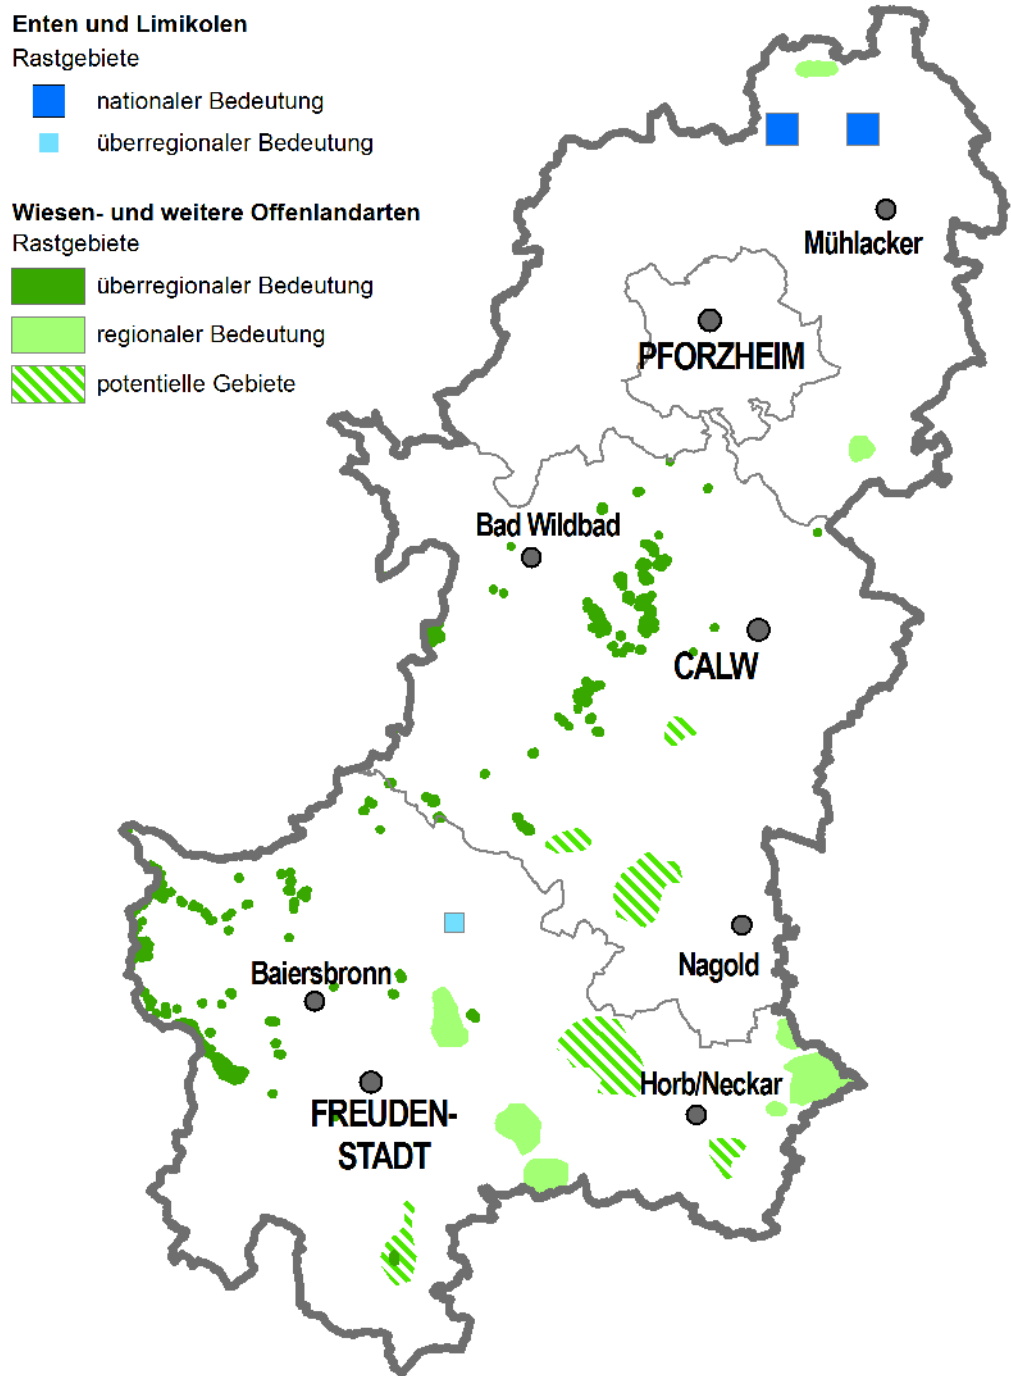 Enten und Limikolen
Rastgebiete
nationaler Bedeutung
überregionaler Bedeutung
Wiesen- und weitere Offenlandarten
Rastgebiete
überregionaler Bedeutung
regionaler Bedeutung
potentielle Gebiete
Mühlacker
PFORZHEIM
Bad Wildbad
CALW
Nagold
Baiersbronn
Horb/Neckar
FREUDEN-
STADT